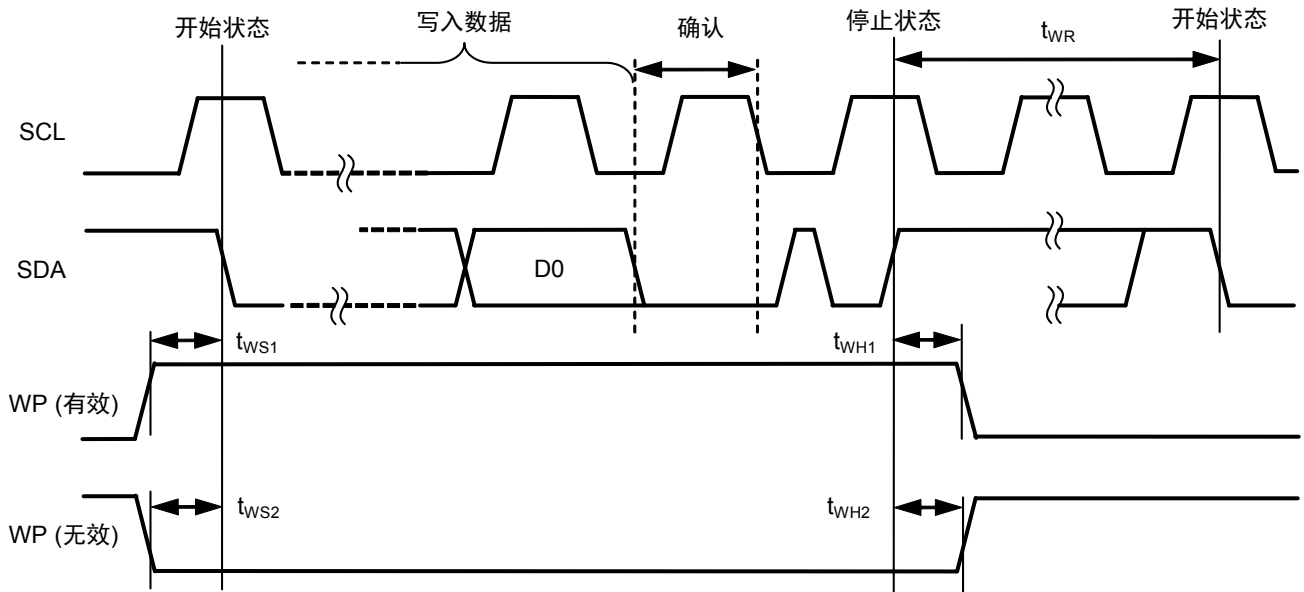 开始状态 写入数据 确认 停止状态 tWR 开始状态
SCL
SDA D0
tWS1 tWH1
WP (有效)
tWS2 tWH2
WP (无效)